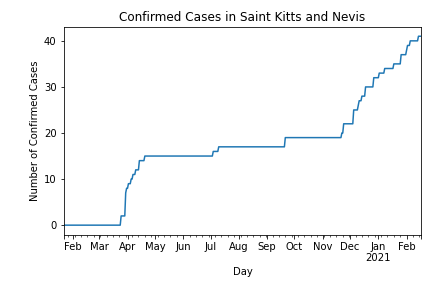 Confirmed Cases in Saint Kitts and Nevis
40
30
20
10
0
Number of Confirmed Cases
Feb Mar Apr May Jun Jul Aug Sep Oct Nov Dec Jan Feb
2021
Day